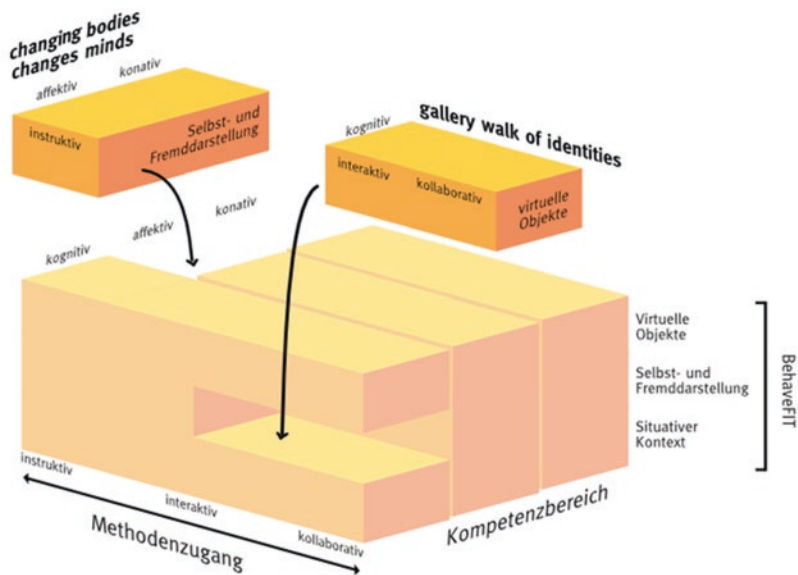 changing bodies
changes minds
affektiv
konativ
instruktiv
Selbst- und
Fremddarstellung
gallery walk of identities
kognitiv
interaktiv
kollaborativ
virtuelle
Objekte
kognitiv
affektiv
konativ
Virtuelle
Objekte
Selbst- und
Fremddarstellung
Situativer
Kontext
BehaveFIT
instruktiv
interaktiv
kollaborativ
Methodenzugang
Kompetenzbereich